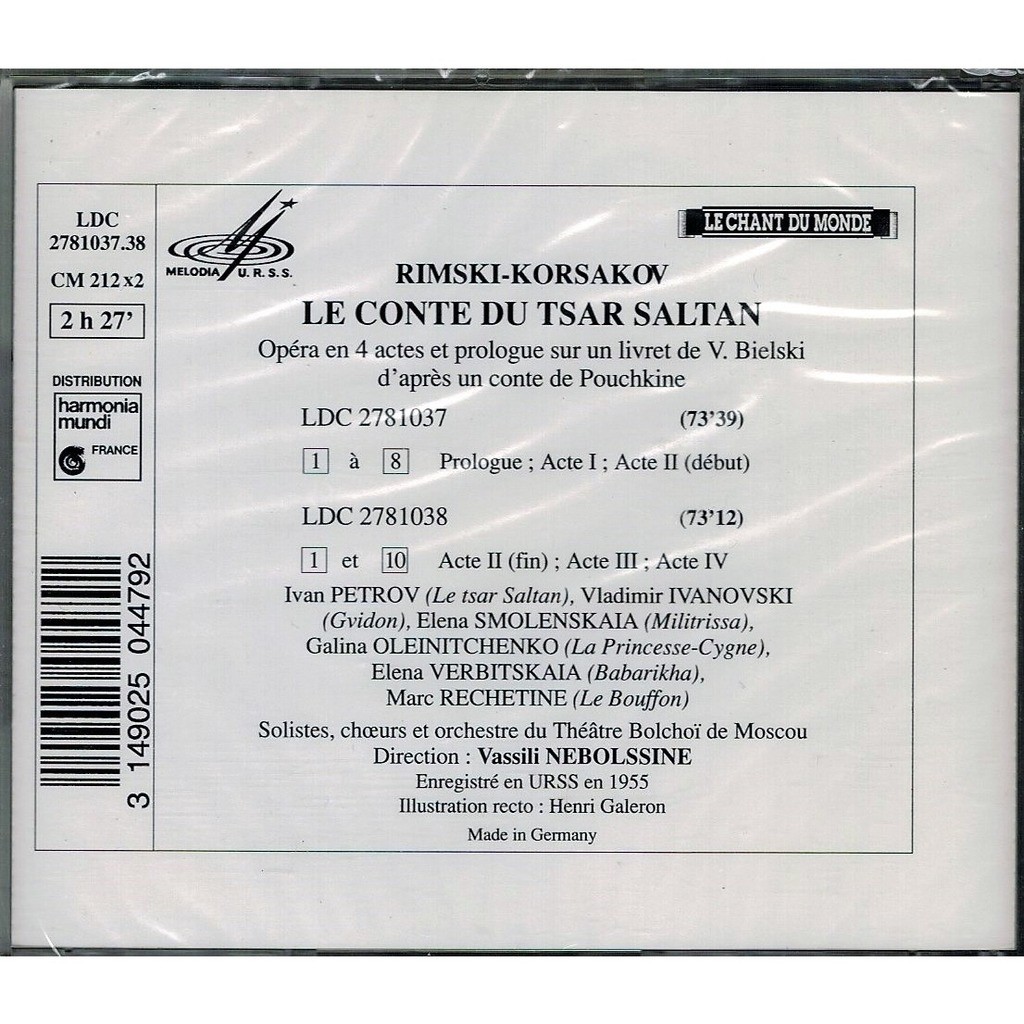 LDC
2781037.38
CM 212x2
2 h 27’
DISTRIBUTION
harmonia
mundi
FRANCE
3 149025 044792
MELODIA U.R.S.S.
LE CHANT DU MONDE
RIMSKI-KORSAKOV
LE CONTE DU TSAR SALTAN
Opéra en 4 actes et prologue sur un livret de V. Bielski
d’après un conte de Pouchkine
LDC 2781037 (73’39)
1 à 8 Prologue ; Acte I ; Acte II (début)
LDC 2781038 (73’12)
1 et 10 Acte II (fin) ; Acte III ; Acte IV
Ivan PETROV (Le tsar Saltan), Vladimir IVANOVSKI
(Gvidon), Elena SMOLENSKAIA (Militrissa),
Galina OLEINITCHENKO (La Princesse-Cygne),
Elena VERBITSKAIA (Babarikha),
Marc RECHETINE (Le Bouffon)
Solistes, chœurs et orchestre du Théâtre Bolchoï de Moscou
Direction : Vassili NEBOLSSINE
Enregistré en URSS en 1955
Illustration recto : Henri Galeron
Made in Germany